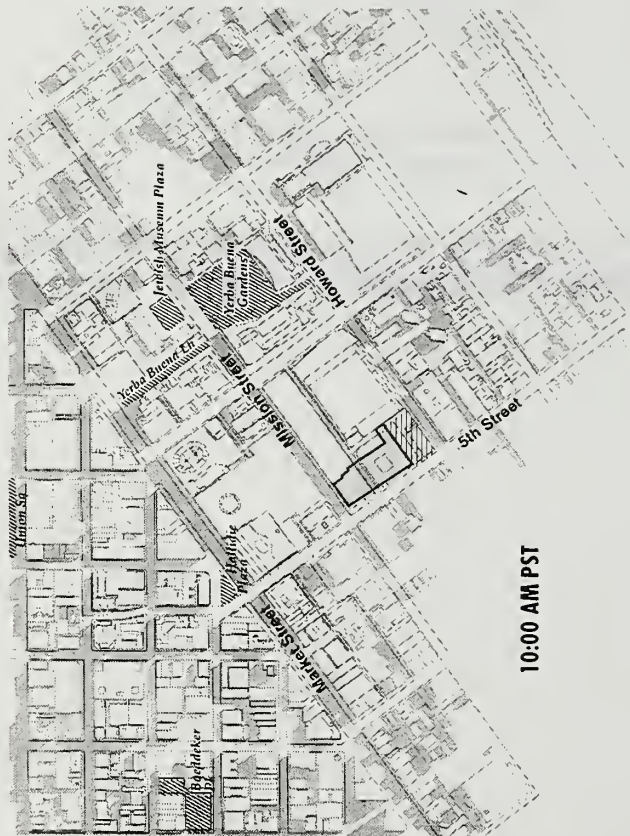 Jewish Museum Plaza
Yerba Buena
Gardens
Howard Street
Yerba Buena Ln
Mission Street
Union Sq
5th Street
Hallidie
Plaza
Market Street
10:00 AM PST